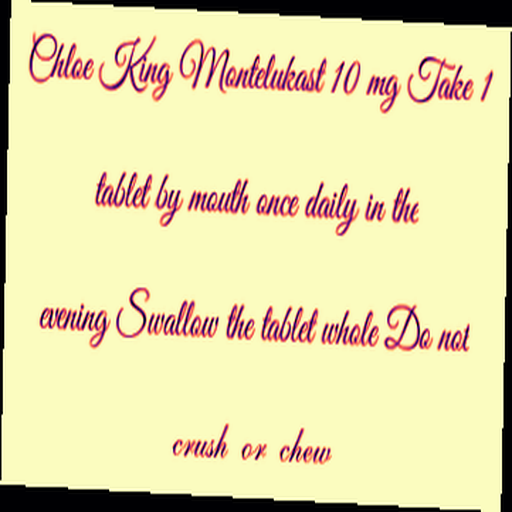 Chloe King Montelukast 10 mg Take 1
tablet by mouth once daily in the
evening Swallow the tablet whole Do not
crush or chew